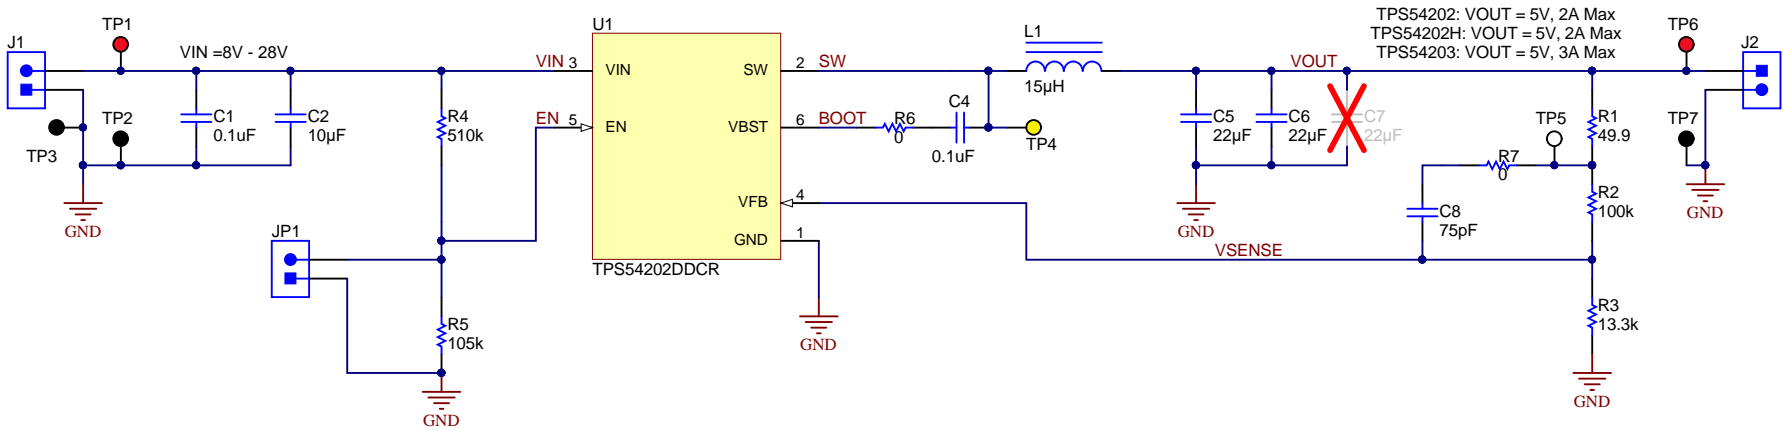 TPS54202: VOUT = 5V, 2A Max
TPS54202H: VOUT = 5V, 2A Max
TPS54203: VOUT = 5V, 3A Max
J1
TP1
VIN =8V - 28V
VIN
3
U1
VIN
SW
2
SW
L1
15µH
VOUT
TP6
J2
TP3
TP2
C1
0.1uF
C2
10µF
R4
510k
EN
5
EN
VBST
6
BOOT
R6
0
C4
0.1uF
TP4
C5
22µF
C6
22µF
C7
22µF
TP5
R1
49.9
TP7
R7
0
GND
JP1
VFB
4
GND
1
TPS54202DDCR
GND
VSENSE
C8
75pF
R2
100k
GND
R5
105k
GND
GND
R3
13.3k
GND